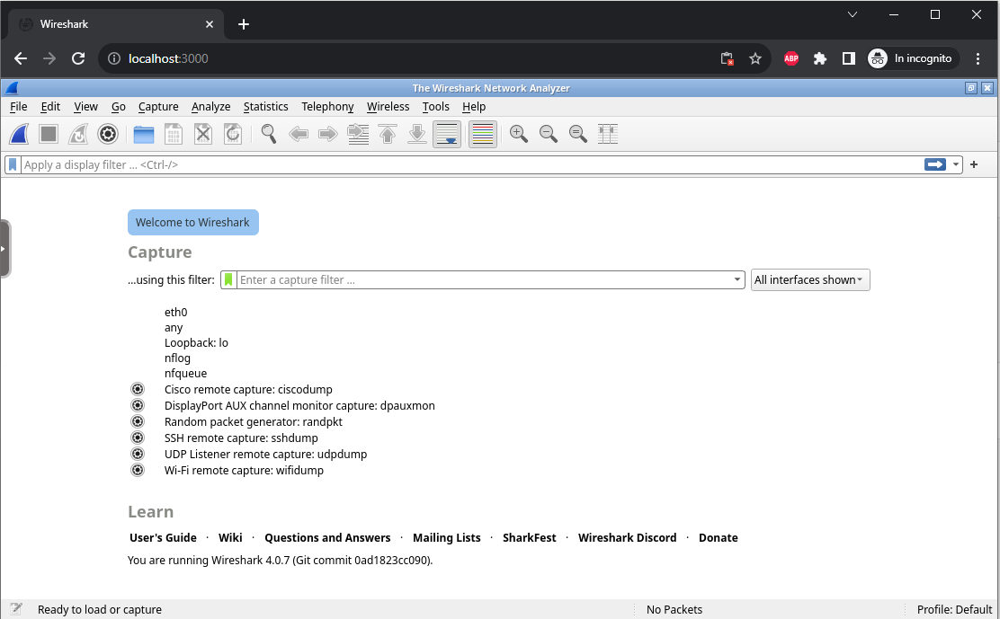 Wireshark
localhost:3000
ABP
In incognito
The Wireshark Network Analyzer
File Edit View Go Capture Analyze Statistics Telephony Wireless Tools Help
Apply a display filter ... <Ctrl-/>
Welcome to Wireshark
Capture
...using this filter: Enter a capture filter ... All interfaces shown
eth0
any
Loopback: lo
nflog
nfqueue
Cisco remote capture: ciscodump
DisplayPort AUX channel monitor capture: dpauxmon
Random packet generator: randpkt
SSH remote capture: sshdump
UDP Listener remote capture: udpdump
Wi-Fi remote capture: wifidump
Learn
User's Guide · Wiki · Questions and Answers · Mailing Lists · SharkFest · Wireshark Discord · Donate
You are running Wireshark 4.0.7 (Git commit 0ad1823cc090).
Ready to load or capture No Packets Profile: Default